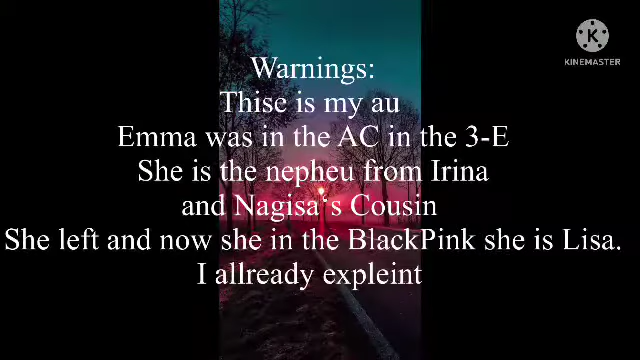 KINEMASTER
Warnings:
Thise is my au
Emma was in the AC in the 3-E
She is the nepheu from Irina
and Nagisa‘s Cousin
She left and now she in the BlackPink she is Lisa.
I allready expleint